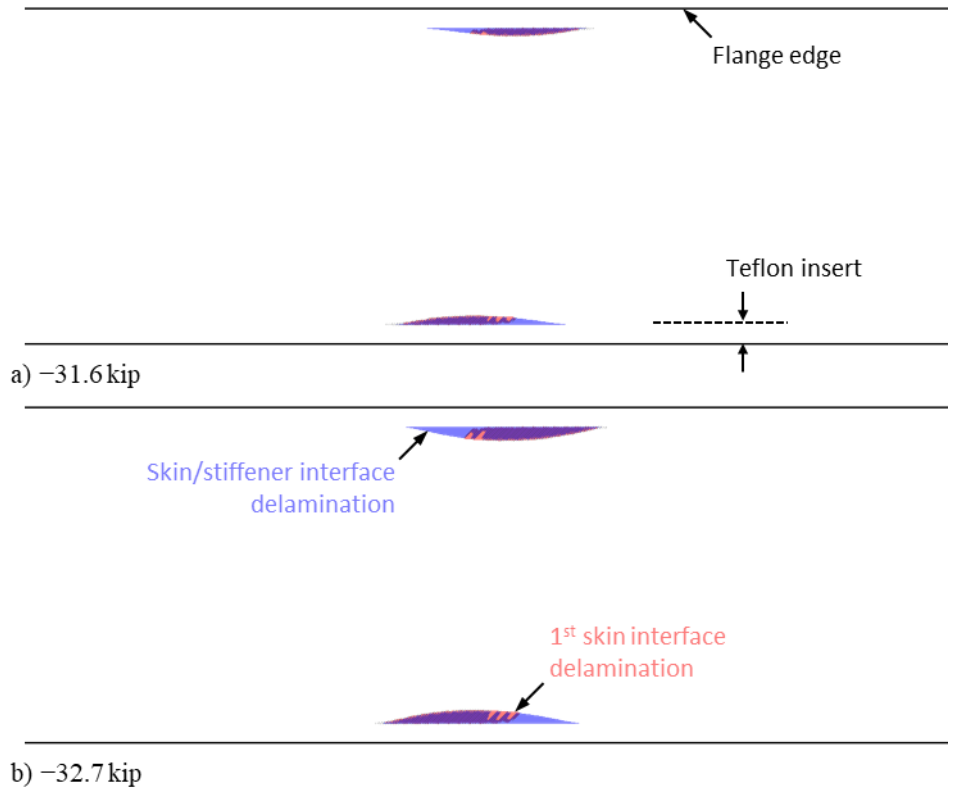 Flange edge
Teflon insert
a) −31.6 kip
Skin/stiffener interface
delamination
1st skin interface
delamination
b) −32.7 kip